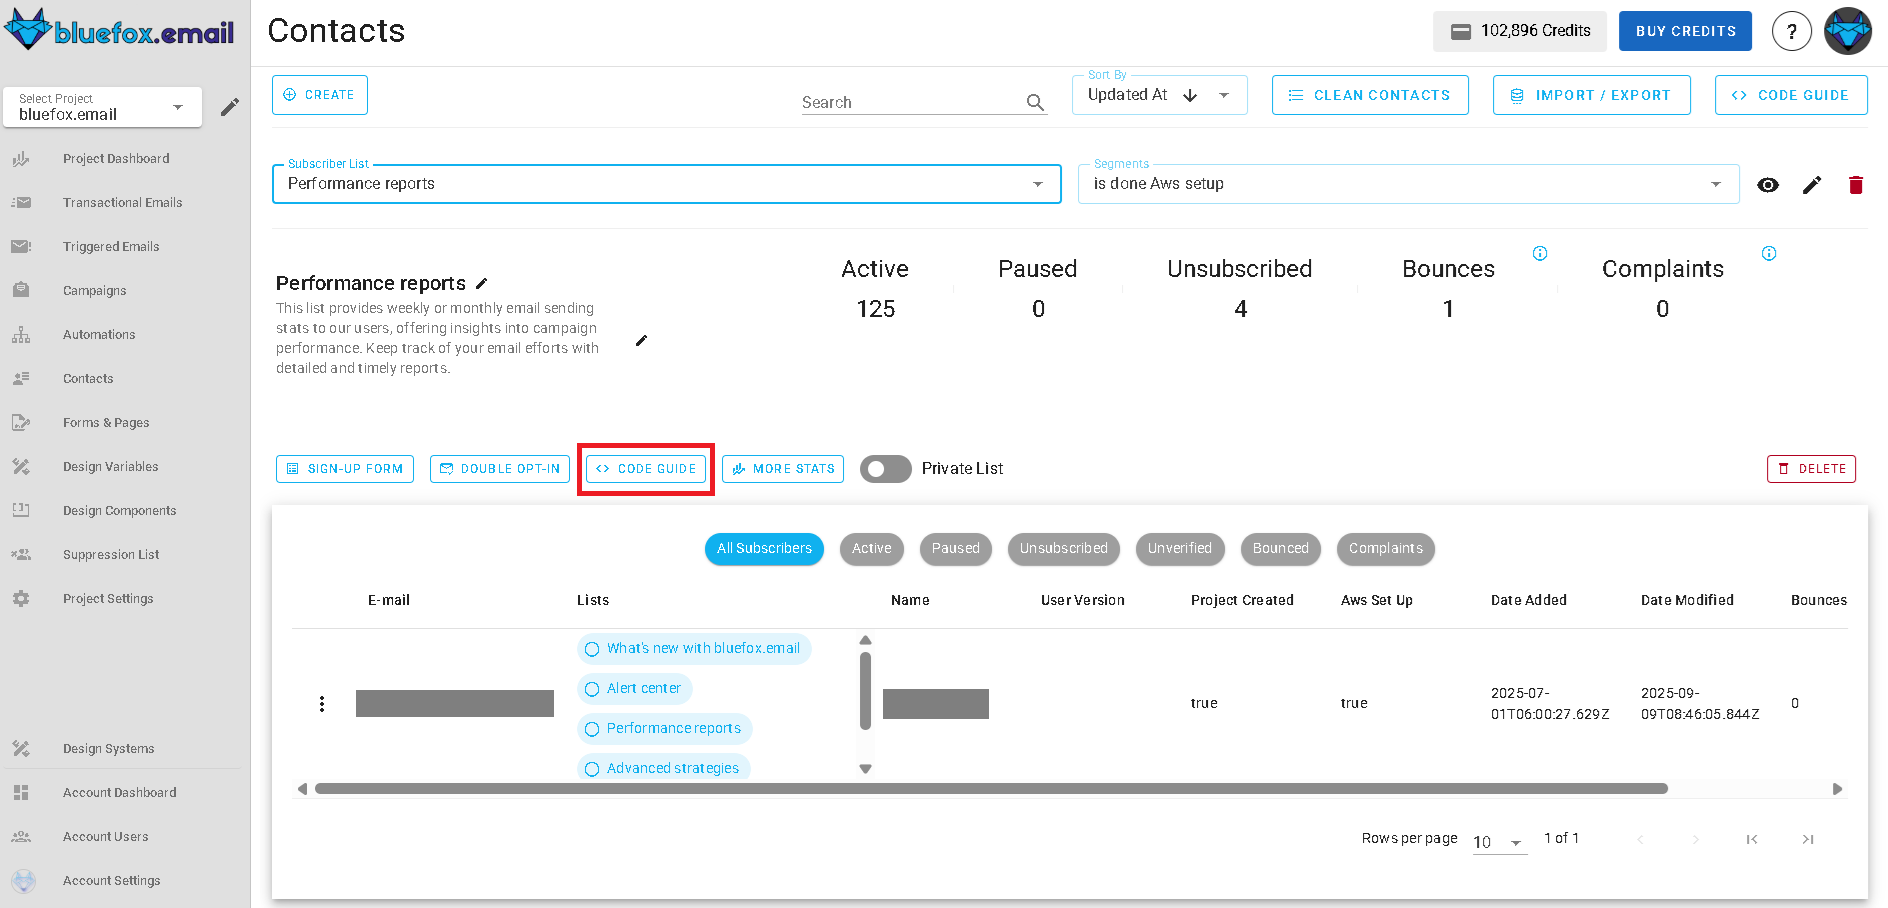 bluefox.email
Contacts
102,896 Credits
BUY CREDITS
?
Select Project
bluefox.email
Project Dashboard
Transactional Emails
Triggered Emails
Campaigns
Automations
Contacts
Forms & Pages
Design Variables
Design Components
Suppression List
Project Settings
Design Systems
Account Dashboard
Account Users
Account Settings
CREATE
Search
Sort By
Updated At
CLEAN CONTACTS
IMPORT / EXPORT
CODE GUIDE
Subscriber List
Performance reports
Segments
is done Aws setup
Performance reports
This list provides weekly or monthly email sending
stats to our users, offering insights into campaign
performance. Keep track of your email efforts with
detailed and timely reports.
Active
125
Paused
0
Unsubscribed
4
Bounces
1
Complaints
0
SIGN-UP FORM
DOUBLE OPT-IN
CODE GUIDE
MORE STATS
Private List
DELETE
All Subscribers
Active
Paused
Unsubscribed
Unverified
Bounced
Complaints
E-mail
Lists
Name
User Version
Project Created
Aws Set Up
Date Added
Date Modified
Bounces
What's new with bluefox.email
Alert center
Performance reports
Advanced strategies
true
true
2025-07-
01T06:00:27.629Z
2025-09-
09T08:46:05.844Z
0
Rows per page
10
1 of 1